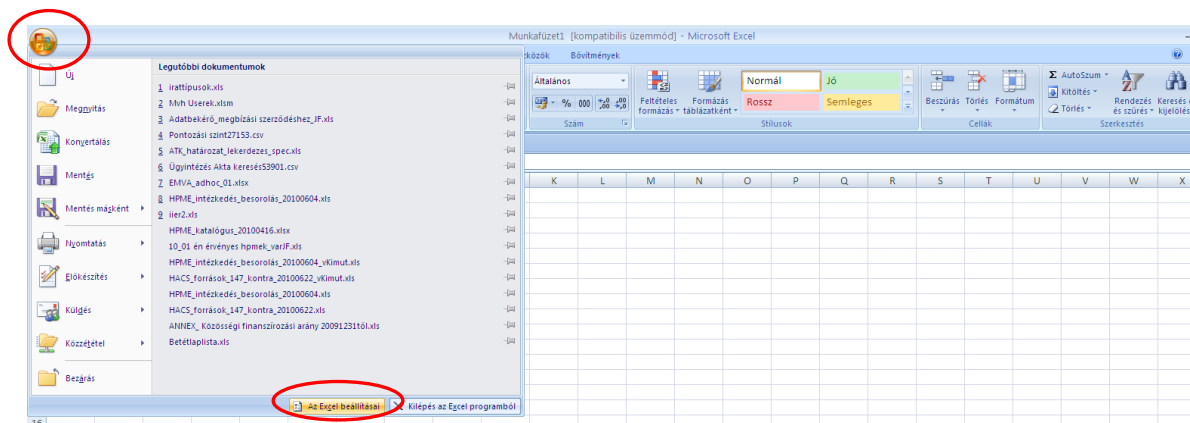 Munkafüzet1 [kompatibilis üzemmód] - Microsoft Excel
zközök Bővítmények
Új
Megnyitás
Konvertálás
Mentés
Mentés másként
Nyomtatás
Előkészítés
Küldés
Közzététel
Bezárás
Legutóbbi dokumentumok
1 irattípusok.xls
2 Mvh Userek.xlsm
3 Adatbekérő_megbízási szerződéshez_JF.xls
4 Pontozási szint27153.csv
5 ATK_határozat_lekerdezes_spec.xls
6 Ügyintézés Akta keresés53901.csv
7 EMVA_adhoc_01.xlsx
8 HPME_intézkedés_besorolás_20100604.xls
9 iier2.xls
HPME_katalógus_20100416.xlsx
10_01 én érvényes hpmek_varJF.xls
HPME_intézkedés_besorolás_20100604_vKimut.xls
HACS_források_147_kontra_20100622_vKimut.xls
HPME_intézkedés_besorolás_20100604.xls
HACS_források_147_kontra_20100622.xls
ANNEX_ Közösségi finanszírozási arány 20091231től.xls
Betétlaplista.xls
Az Excel beállításai
Kilépés az Excel programból
Általános
% 000 ,00 ,00
Szám
Feltételes formázás
Formázás táblázatként
Normál Jó
Rossz Semleges
Stílusok
Beszúrás Törlés Formátum
Cellák
Σ AutoSzum
Kitöltés
Törlés
Rendezés és szűrés
Keresés kijelölés
Szerkesztés
K L M N O P Q R S T U V W X
16